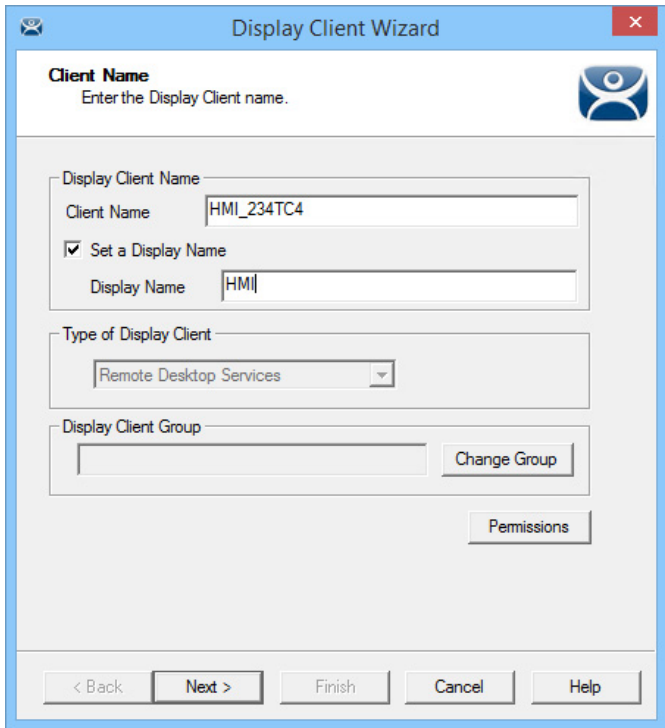 Display Client Wizard
Client Name
Enter the Display Client name.
Display Client Name
Client Name HMI_234TC4
Set a Display Name
Display Name HMI
Type of Display Client
Remote Desktop Services
Display Client Group
Change Group
Permissions
< Back Next > Finish Cancel Help